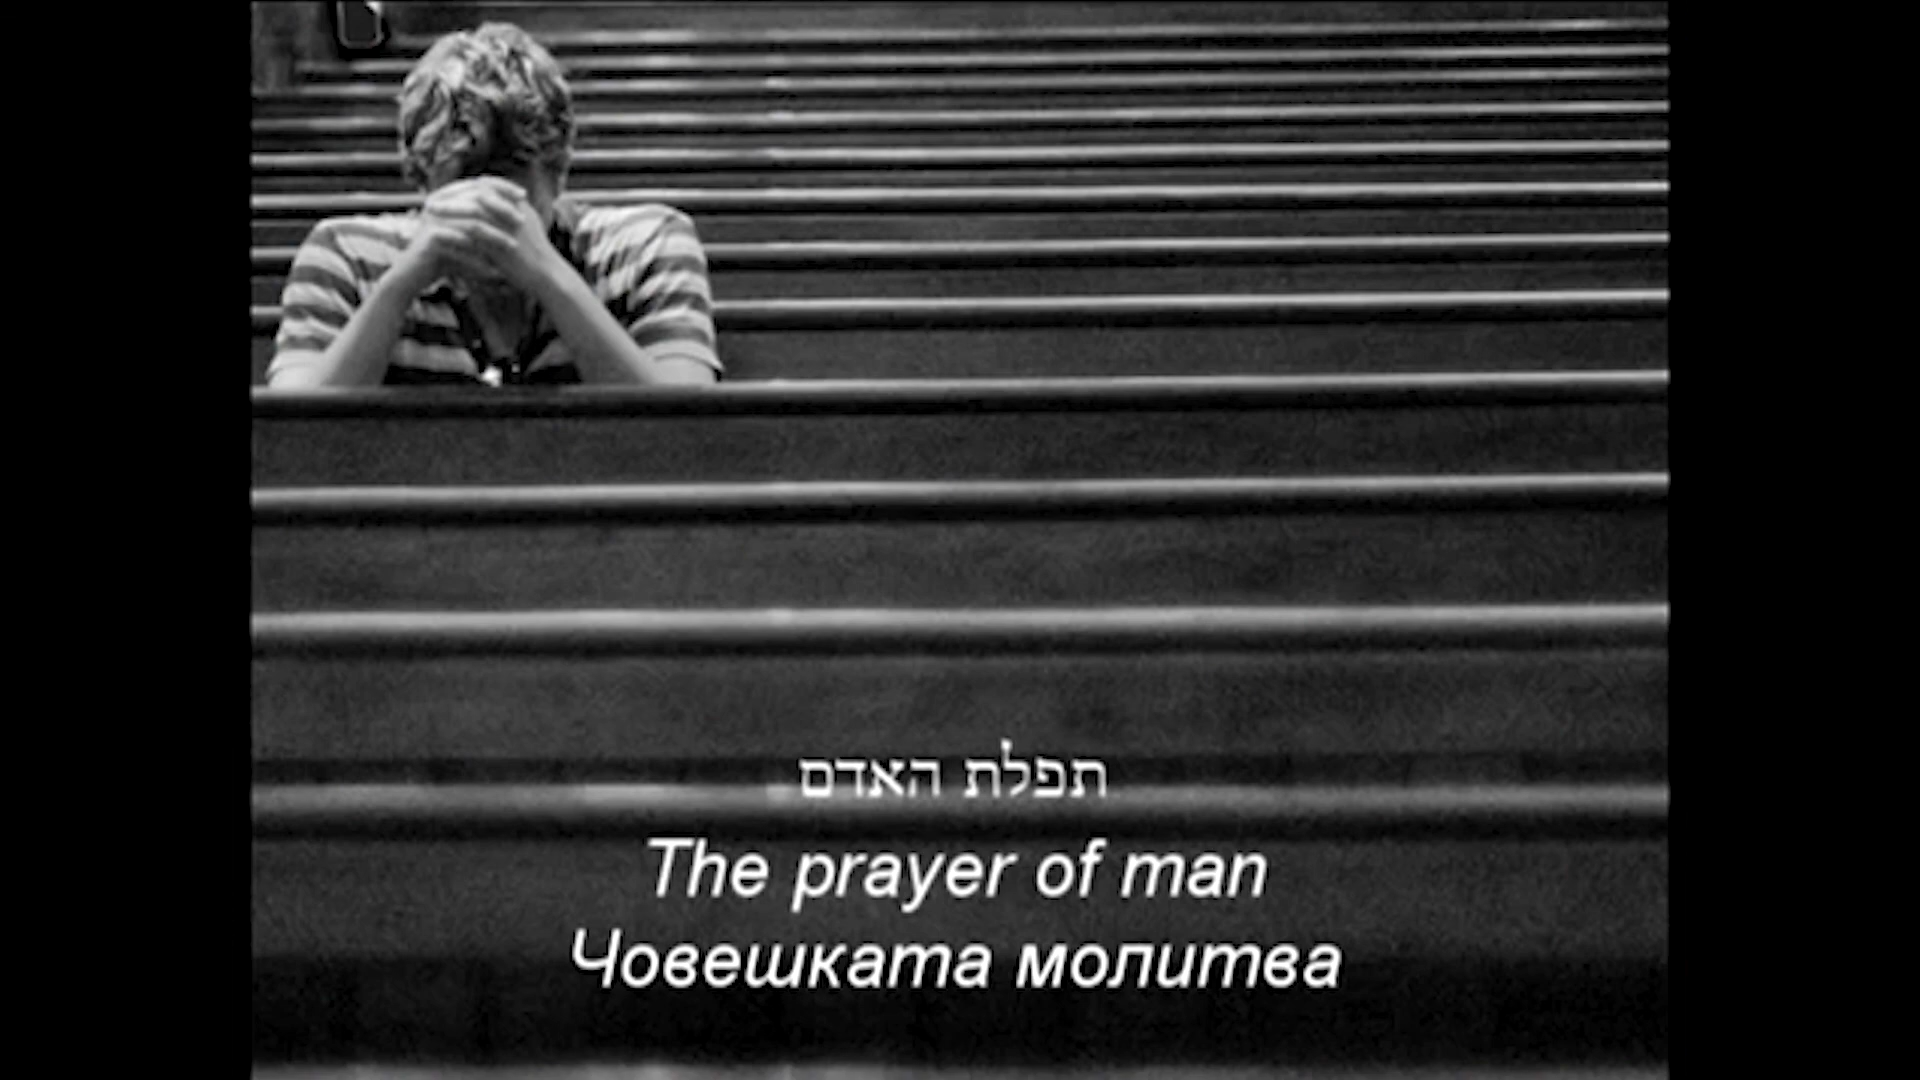 תפלת האדם
The prayer of man
Човешката молитва